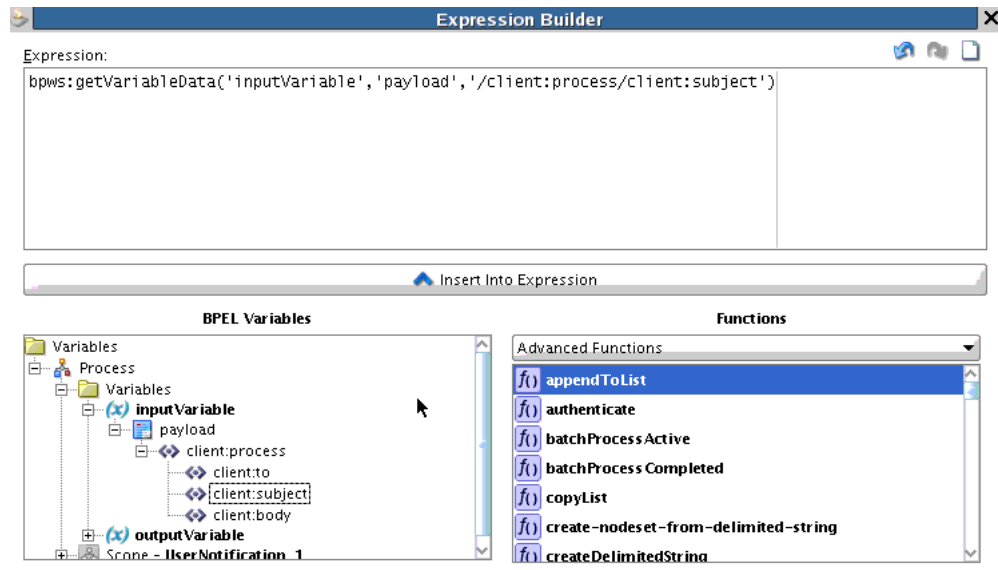 Expression Builder
Expression:
bpws:getVariableData('inputVariable','payload','/client:process/client:subject')
Insert Into Expression
BPEL Variables
Variables
Process
Variables
(x) inputVariable
payload
client:process
client:to
client:subject
client:body
(x) outputVariable
Scope - UserNotification_1
Functions
Advanced Functions
f() appendToList
f() authenticate
f() batchProcessActive
f() batchProcessCompleted
f() copyList
f() create-nodeset-from-delimited-string
f() createDelimitedString